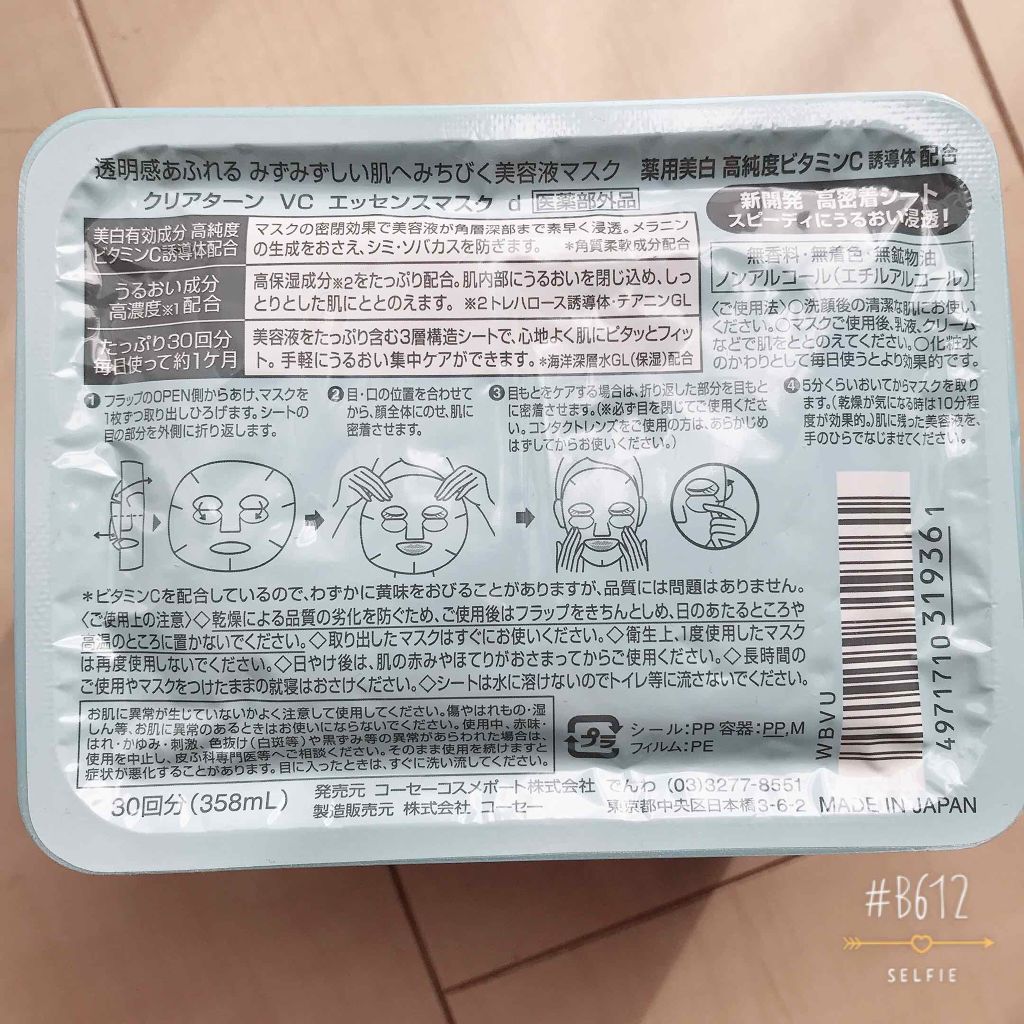 透明感あふれる みずみずしい肌へみちびく美容液マスク
薬用美白 高純度ビタミンC誘導体配合
クリアターン VC エッセンスマスク d 医薬部外品
新開発 高密着シート
スピーディにうるおい浸透!
美白有効成分 高純度
ビタミンC誘導体配合
マスクの密閉効果で美容液が角層深部まで素早く浸透。メラニン
の生成をおさえ、シミ・ソバカスを防ぎます。 *角質柔軟成分配合
うるおい成分
高濃度※1配合
高保湿成分※2をたっぷり配合。肌内部にうるおいを閉じ込め、しっ
とりとした肌にととのえます。 ※2トレハロース誘導体・テアニンGL
たっぷり30回分
毎日使って約1ケ月
美容液をたっぷり含む3層構造シートで、心地よく肌にピタッとフィッ
ト。手軽にうるおい集中ケアができます。*海洋深層水GL(保湿)配合
無香料・無着色・無鉱物油
ノンアルコール(エチルアルコール)
〈ご使用法〉○洗顔後の清潔な肌にお使い
ください。○マスクご使用後、乳液、クリーム
などで肌をととのえてください。○化粧水
のかわりとして毎日使うとより効果的です。
❶フラップのOPEN側からあけ、マスクを
1枚ずつ取り出しひろげます。シートの
目の部分を外側に折り返します。
❷目・口の位置を合わせて
から、顔全体にのせ、肌に
密着させます。
❸目もとをケアする場合は、折り返した部分を目もと
に密着させます。(※必ず目を閉じてご使用くださ
い。コンタクトレンズをご使用の方は、あらかじめ
はずしてからお使いください。)
❹5分くらいおいてからマスクを取り
ます。(乾燥が気になる時は10分程
度が効果的。)肌に残った美容液を、
手のひらでなじませてください。
*ビタミンCを配合しているので、わずかに黄味をおびることがありますが、品質には問題はありません。
〈ご使用上の注意〉◇乾燥による品質の劣化を防ぐため、ご使用後はフラップをきちんとしめ、日のあたるところや
高温のところに置かないでください。◇取り出したマスクはすぐにお使いください。◇衛生上、1度使用したマスク
は再度使用しないでください。◇日やけ後は、肌の赤みやほてりがおさまってからご使用ください。◇長時間の
ご使用やマスクをつけたままの就寝はおさけください。◇シートは水に溶けないのでトイレ等に流さないでください。
お肌に異常が生じていないかよく注意して使用してください。傷やはれもの・湿
しん等、お肌に異常のあるときはお使いにならないでください。使用中、赤味・
はれ・かゆみ・刺激、色抜け(白斑等)や黒ずみ等の異常があらわれた場合は、
使用を中止し、皮ふ科専門医等へご相談ください。そのまま使用を続けますと
症状が悪化することがあります。目に入ったときは、すぐに洗い流してください。
プラ
シール:PP 容器:PP,M
フィルム:PE
WBVU
4971710319361
30回分(358mL)
発売元 コーセーコスメポート株式会社 でんわ (03)3277-8551
製造販売元 株式会社 コーセー 東京都中央区日本橋3-6-2
MADE IN JAPAN
#B612
SELFIE